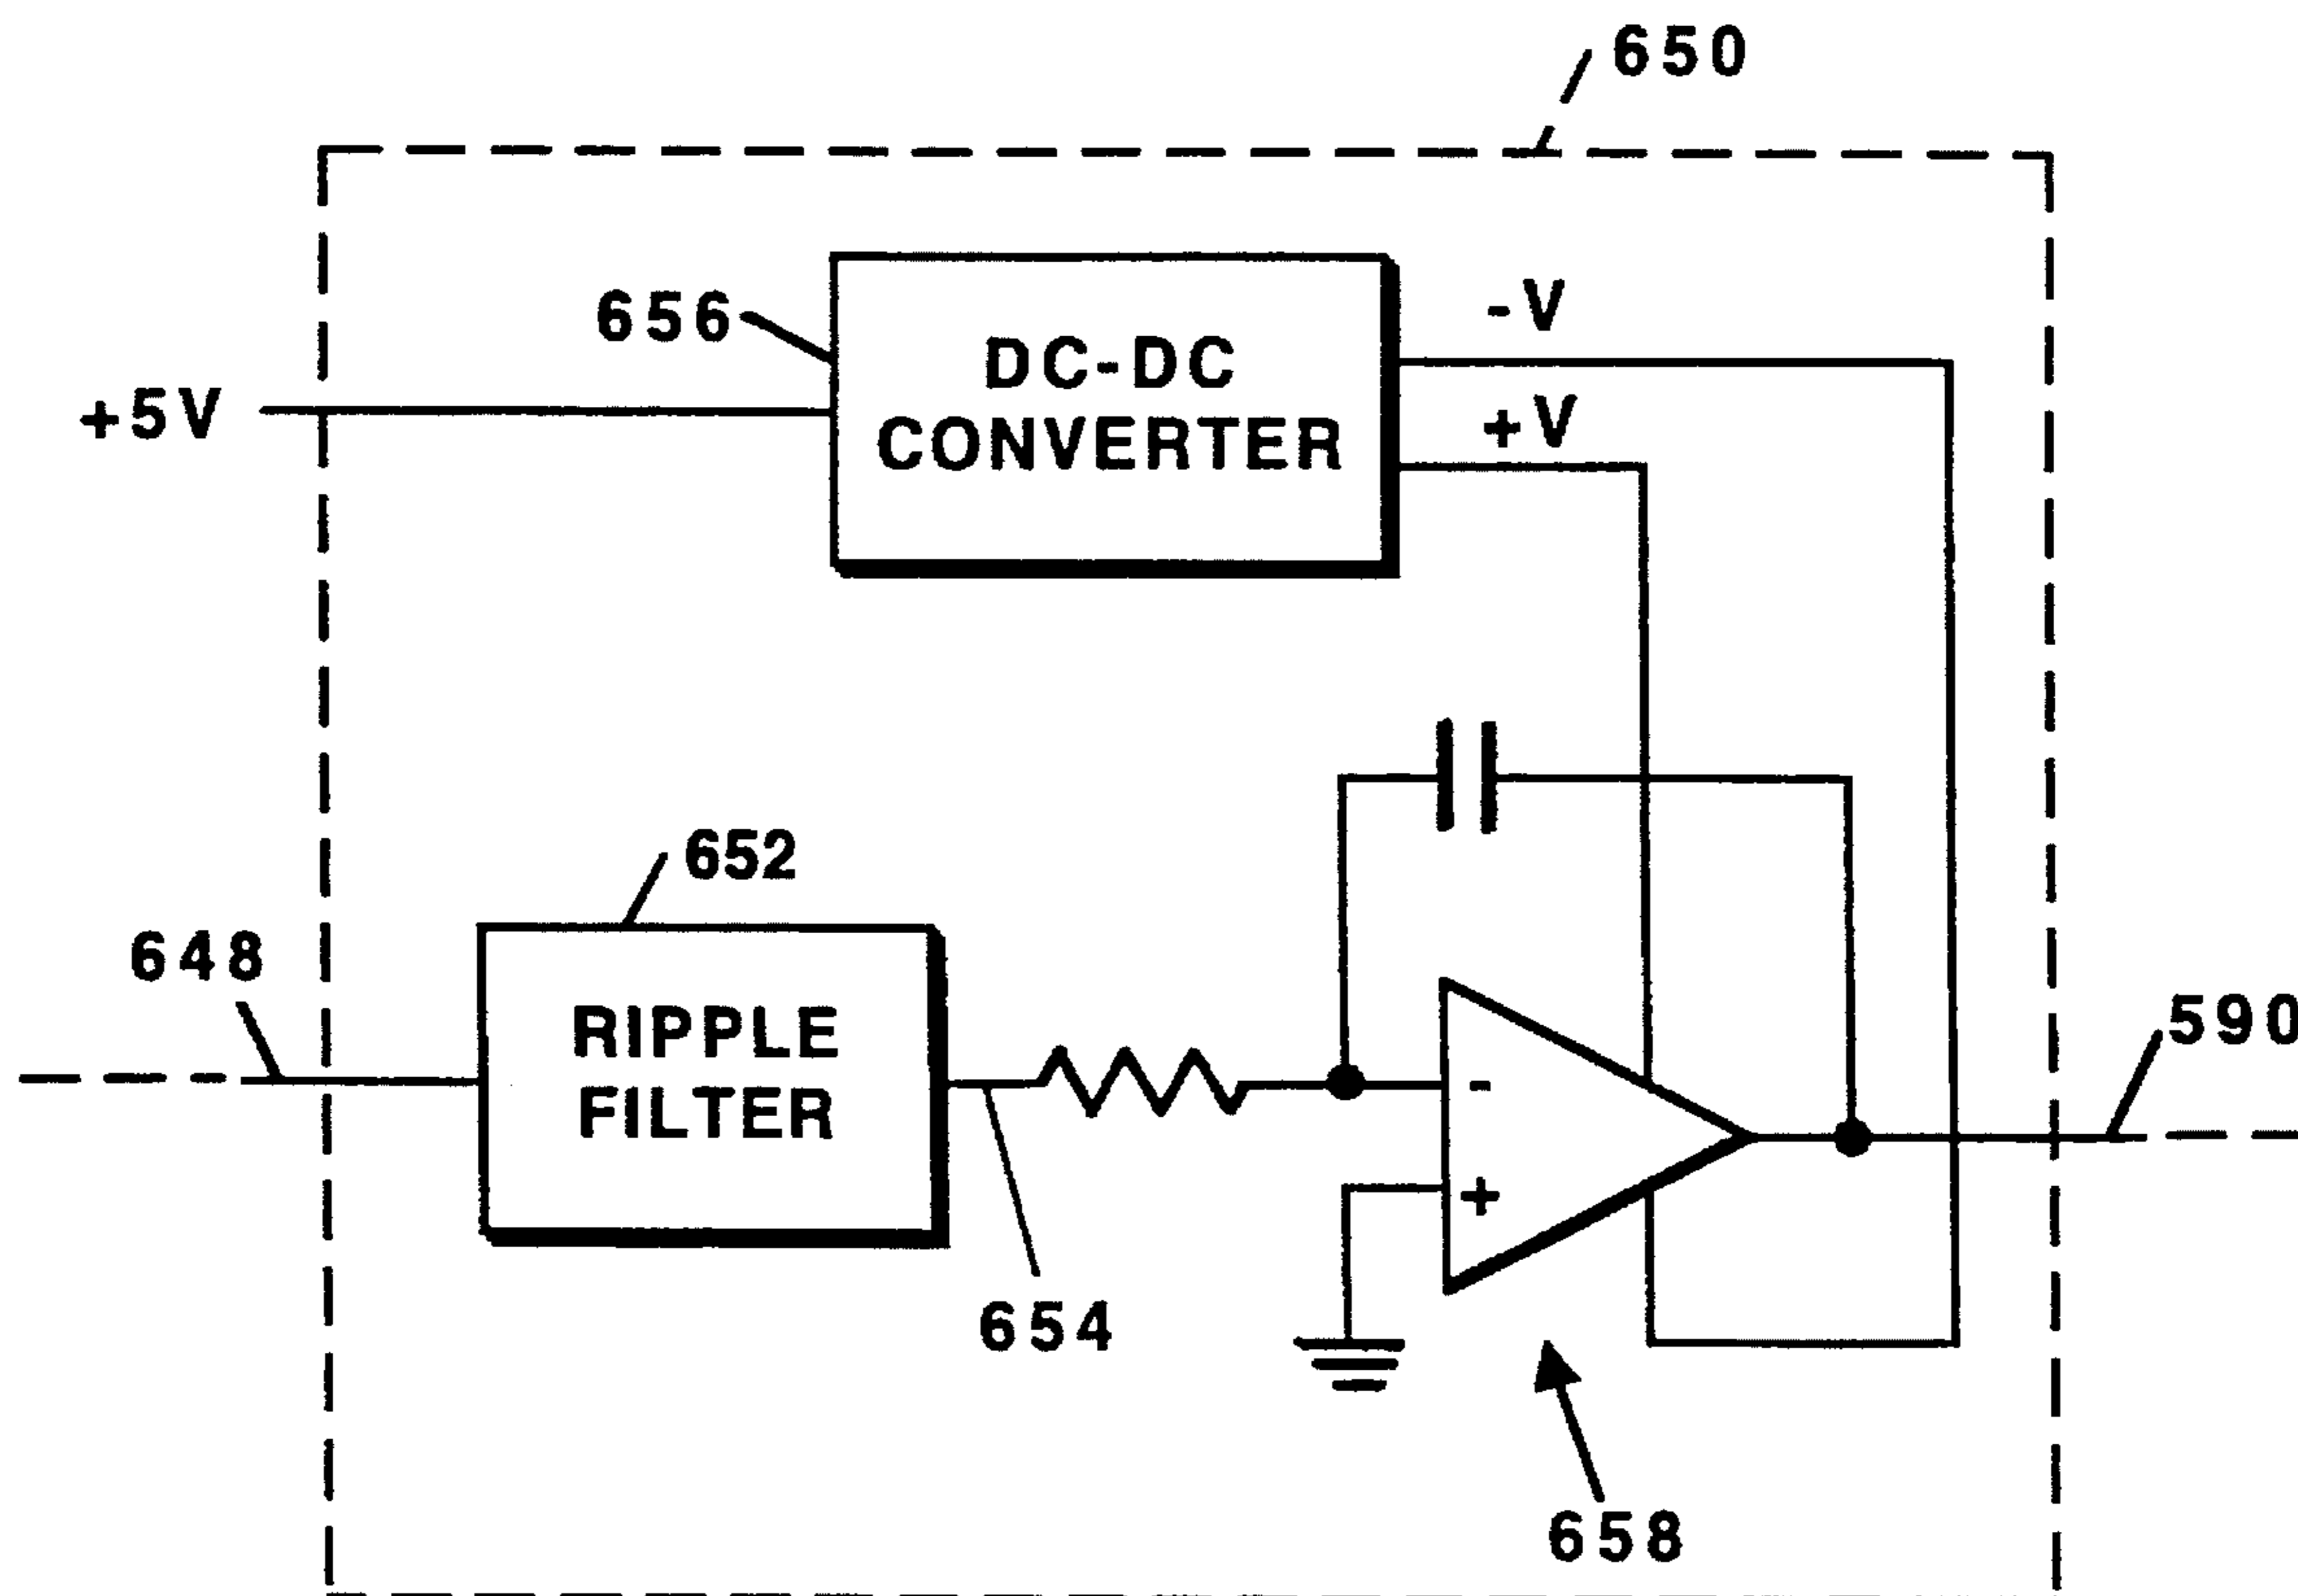 650
656
-V
DC-DC
CONVERTER
+5V
+V
652
648
RIPPLE
FILTER
590
-
+
654
658